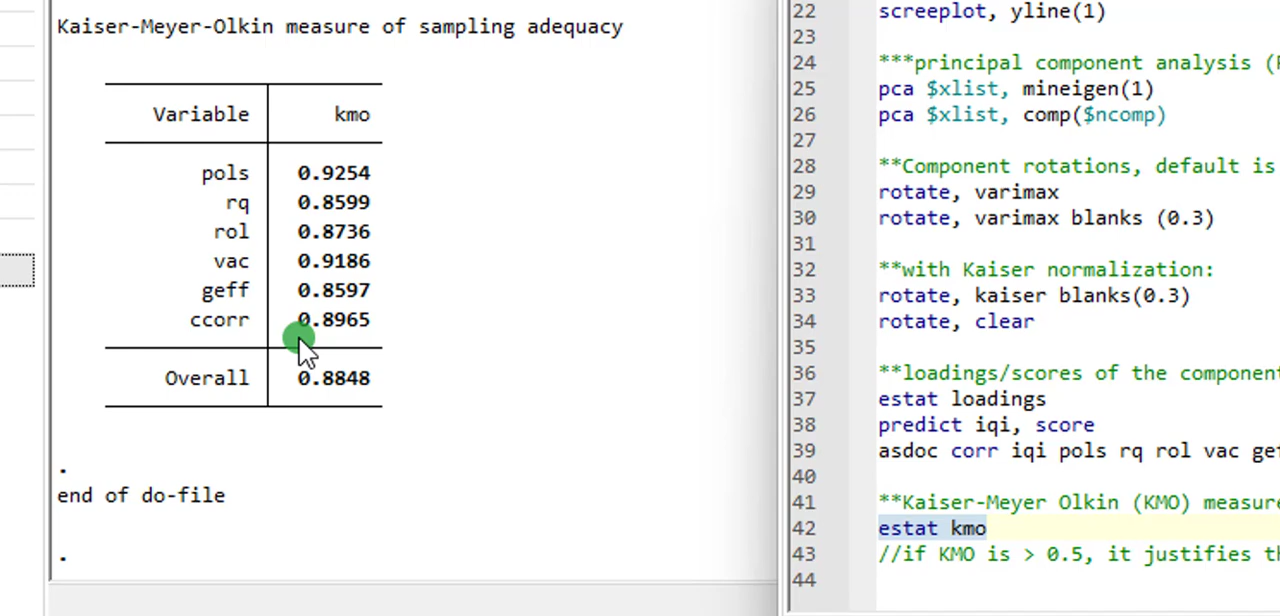 Kaiser-Meyer-Olkin measure of sampling adequacy
Variable kmo
pols 0.9254
rq 0.8599
rol 0.8736
vac 0.9186
geff 0.8597
ccorr 0.8965
Overall 0.8848
.
end of do-file
.
22 screeplot, yline(1)
23
24 ***principal component analysis (
25 pca $xlist, mineigen(1)
26 pca $xlist, comp($ncomp)
27
28 **Component rotations, default is
29 rotate, varimax
30 rotate, varimax blanks (0.3)
31
32 **with Kaiser normalization:
33 rotate, kaiser blanks(0.3)
34 rotate, clear
35
36 **loadings/scores of the component
37 estat loadings
38 predict iqi, score
39 asdoc corr iqi pols rq rol vac gef
40
41 **Kaiser-Meyer Olkin (KMO) measure
42 estat kmo
43 //if KMO is > 0.5, it justifies th
44